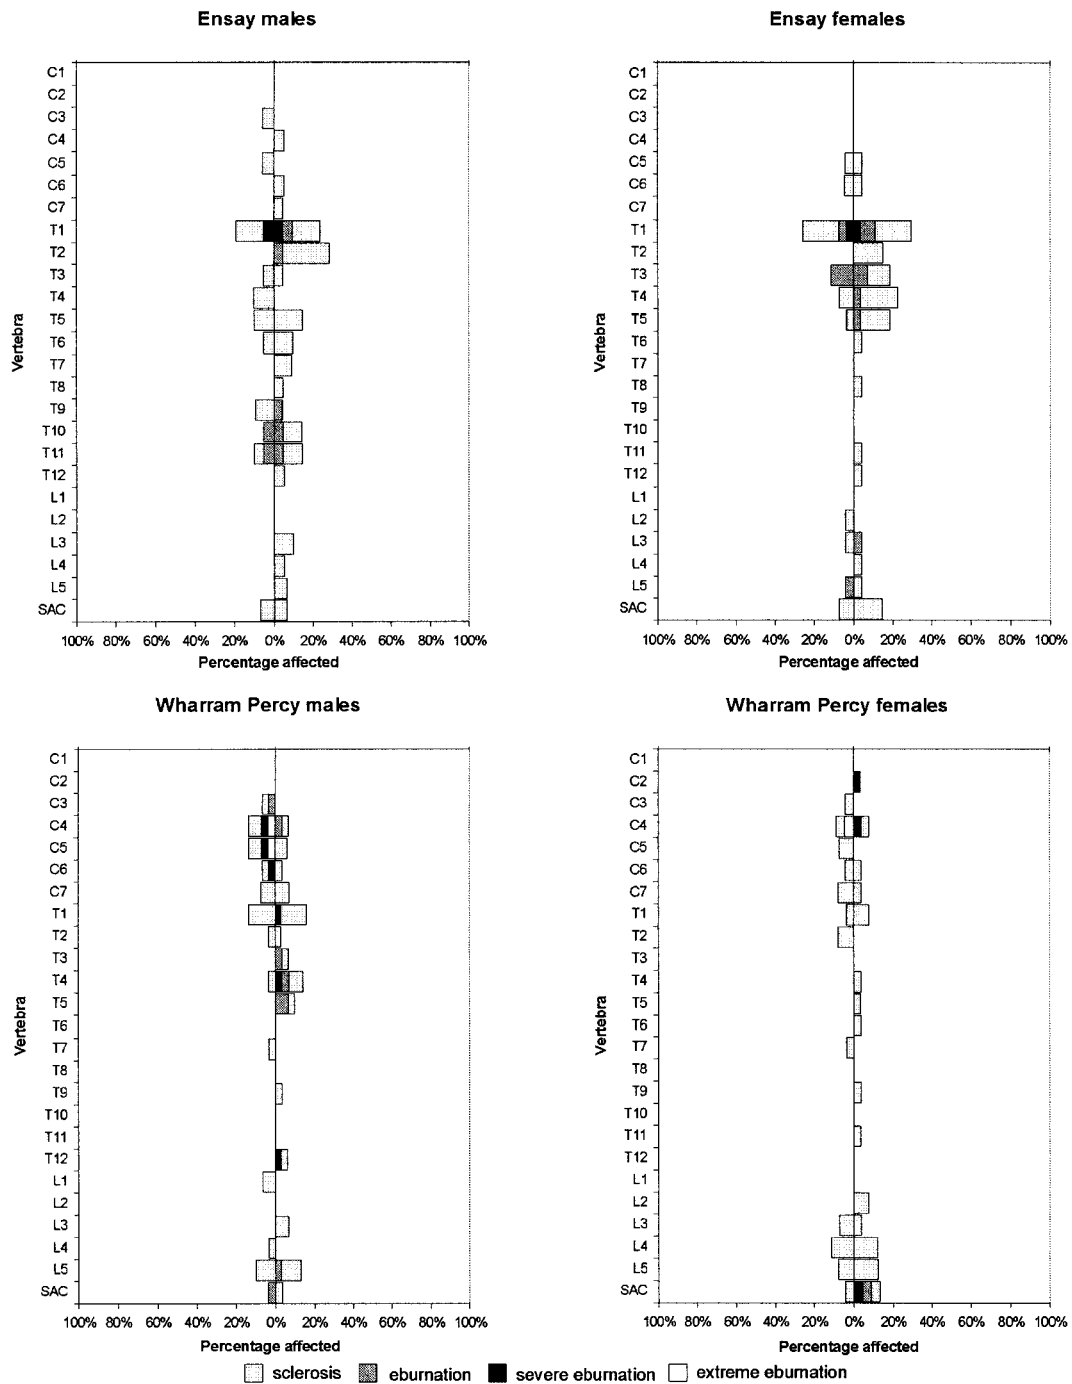 Ensay males
Ensay females
C1
C2
C3
C4
C5
C6
C7
T1
T2
T3
T4
T5
T6
T7
T8
T9
T10
T11
T12
L1
L2
L3
L4
L5
SAC
Vertebra
100% 80% 60% 40% 20% 0% 20% 40% 60% 80% 100%
Percentage affected
C1
C2
C3
C4
C5
C6
C7
T1
T2
T3
T4
T5
T6
T7
T8
T9
T10
T11
T12
L1
L2
L3
L4
L5
SAC
Vertebra
100% 80% 60% 40% 20% 0% 20% 40% 60% 80% 100%
Percentage affected
Wharram Percy males
Wharram Percy females
C1
C2
C3
C4
C5
C6
C7
T1
T2
T3
T4
T5
T6
T7
T8
T9
T10
T11
T12
L1
L2
L3
L4
L5
SAC
Vertebra
100% 80% 60% 40% 20% 0% 20% 40% 60% 80% 100%
Percentage affected
C1
C2
C3
C4
C5
C6
C7
T1
T2
T3
T4
T5
T6
T7
T8
T9
T10
T11
T12
L1
L2
L3
L4
L5
SAC
Vertebra
100% 80% 60% 40% 20% 0% 20% 40% 60% 80% 100%
Percentage affected
sclerosis eburnation severe eburnation extreme eburnation